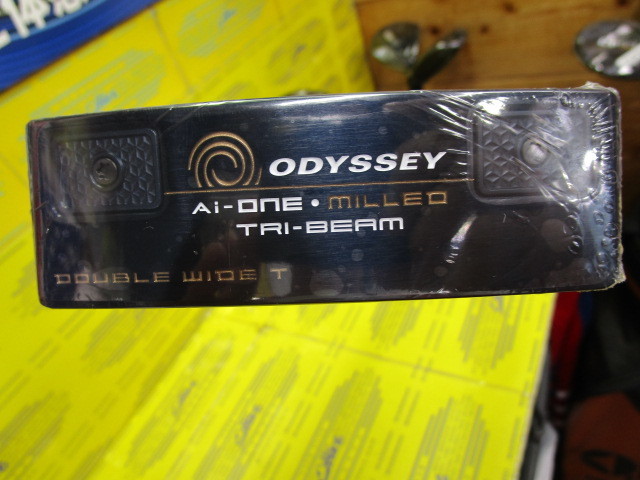 ODYSSEY
Ai-ONE • MILLED
TRI-BEAM
DOUBLE WIDE T